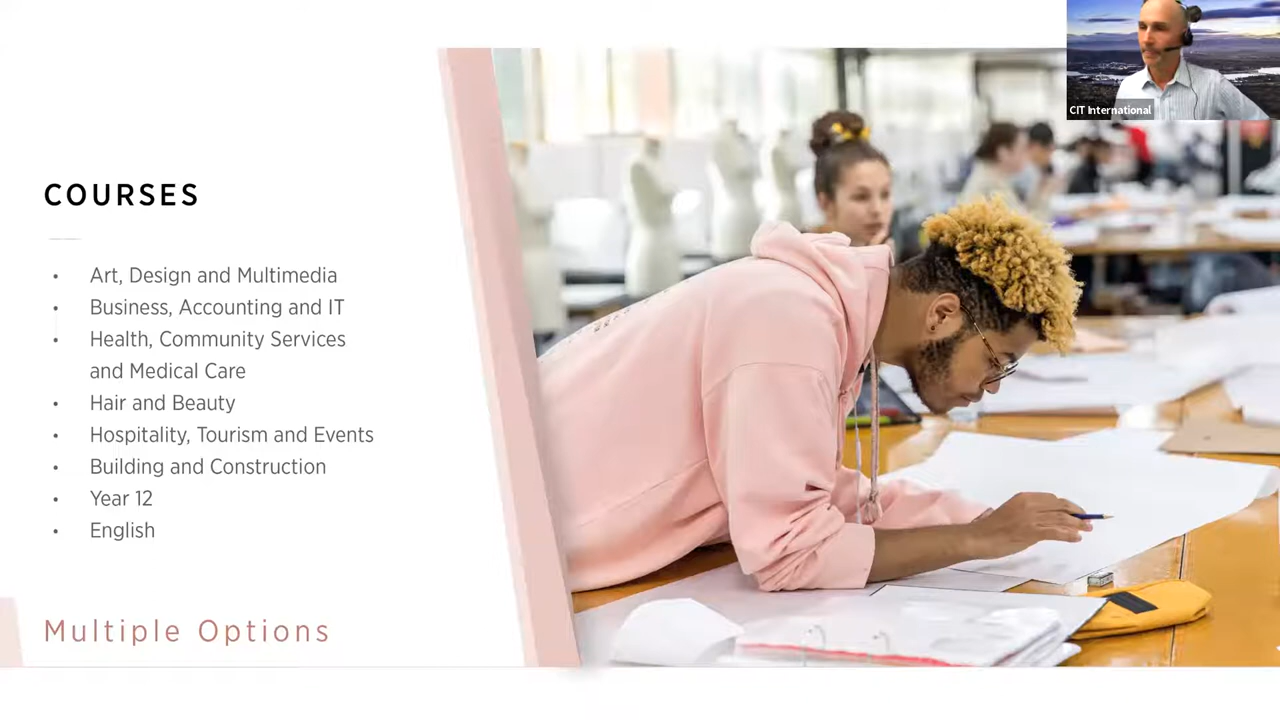 CIT International
COURSES
• Art, Design and Multimedia
• Business, Accounting and IT
• Health, Community Services
and Medical Care
• Hair and Beauty
• Hospitality, Tourism and Events
• Building and Construction
• Year 12
• English
Multiple Options